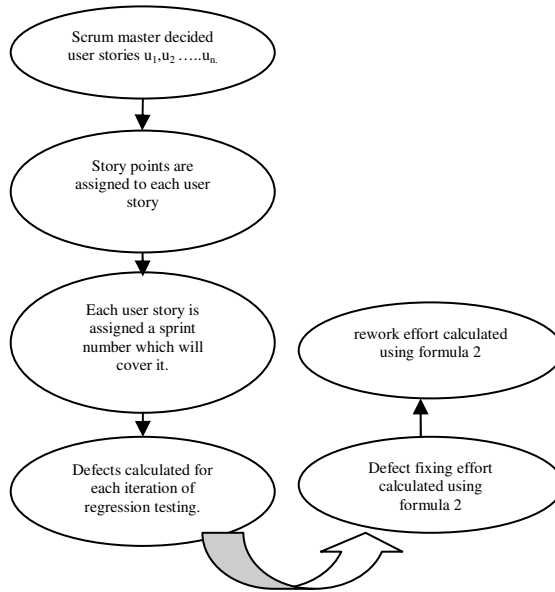 Scrum master decided
user stories u1,u2 …..un.
Story points are
assigned to each user
story
Each user story is
assigned a sprint
number which will
cover it.
Defects calculated for
each iteration of
regression testing.
Defect fixing effort
calculated using
formula 2
rework effort calculated
using formula 2